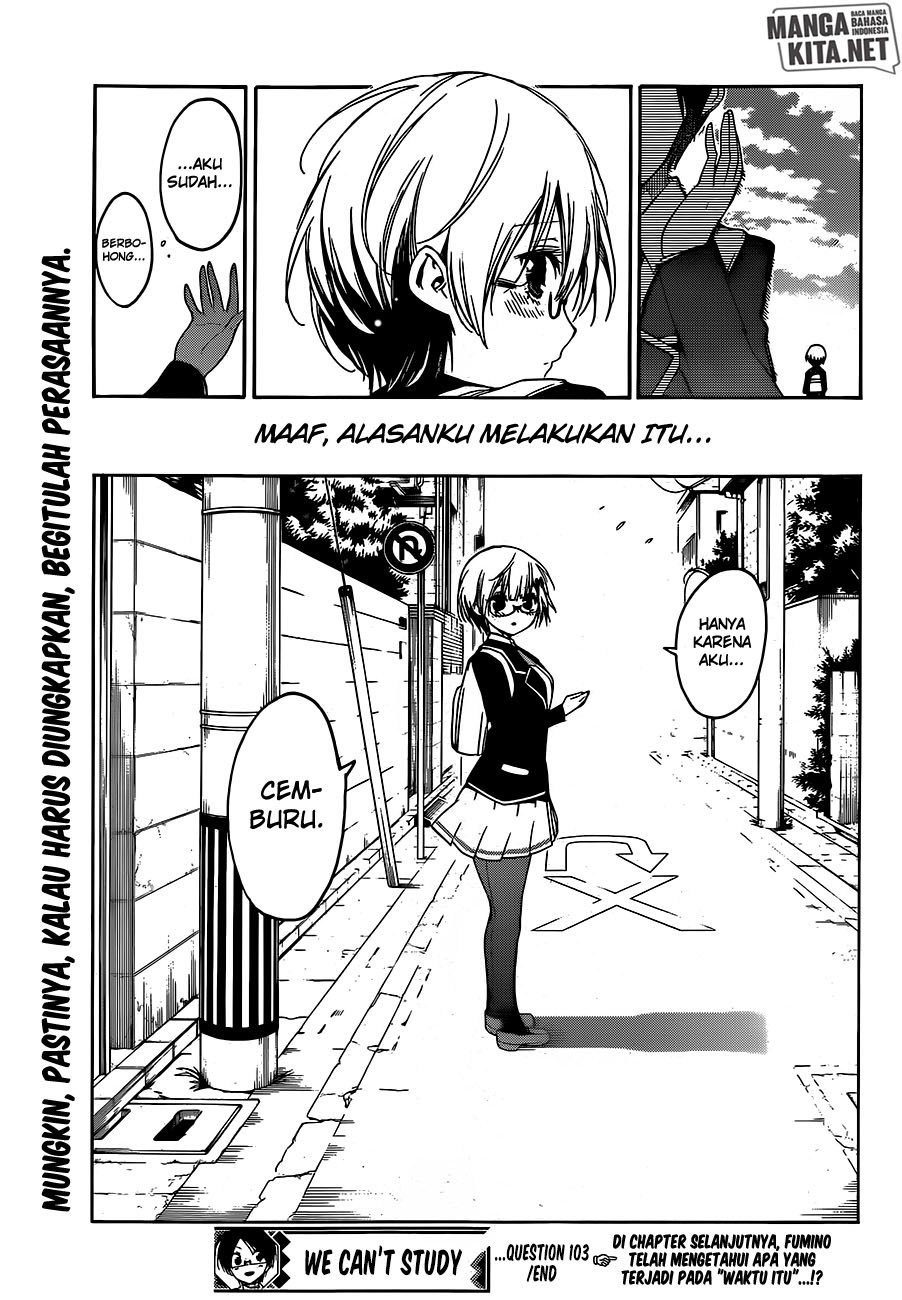 MANGA
KITA.NET
BACA MANGA
BAHASA
INDONESIA
...AKU
SUDAH...
BERBO-
HONG...
MAAF, ALASANKU MELAKUKAN ITU...
HANYA
KARENA
AKU...
CEM-
BURU.
MUNGKIN, PASTINYA, KALAU HARUS DIUNGKAPKAN, BEGITULAH PERASAANNYA.
WE CAN'T STUDY
...QUESTION 103
/END
DI CHAPTER SELANJUTNYA, FUMINO
TELAH MENGETAHUI APA YANG
TERJADI PADA "WAKTU ITU"...!?